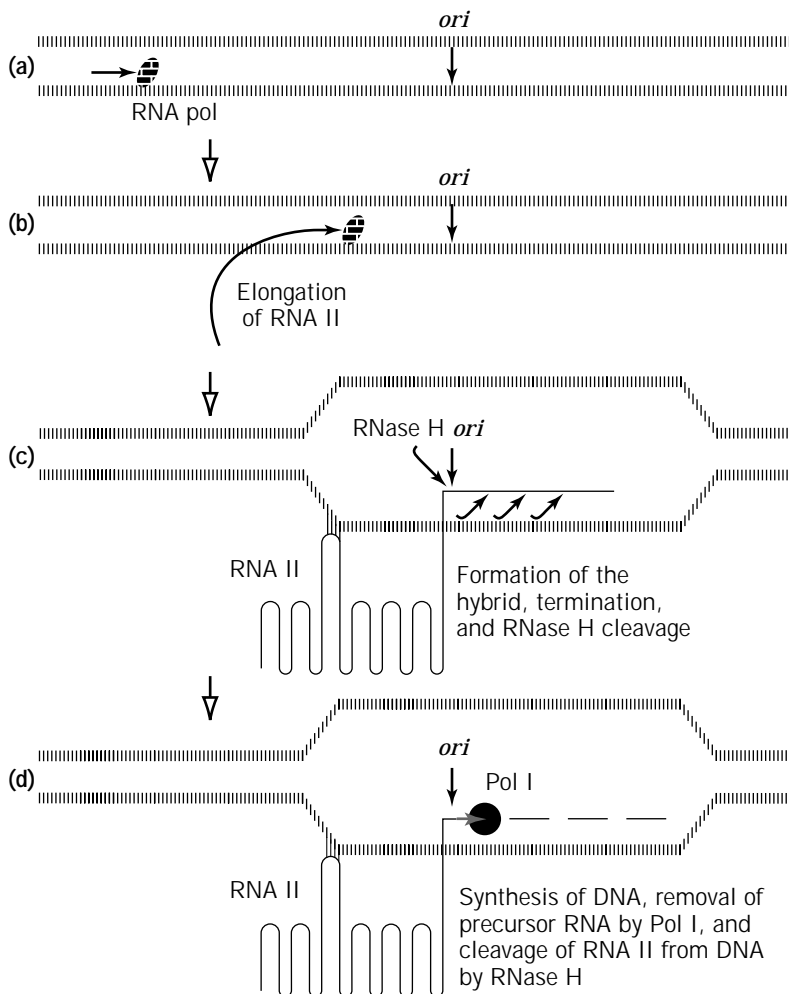 ori
(a)
RNA pol
ori
(b)
Elongation
of RNA II
RNase H ori
(c)
RNA II
Formation of the
hybrid, termination,
and RNase H cleavage
ori
(d)
Pol I
RNA II
Synthesis of DNA, removal of
precursor RNA by Pol I, and
cleavage of RNA II from DNA
by RNase H